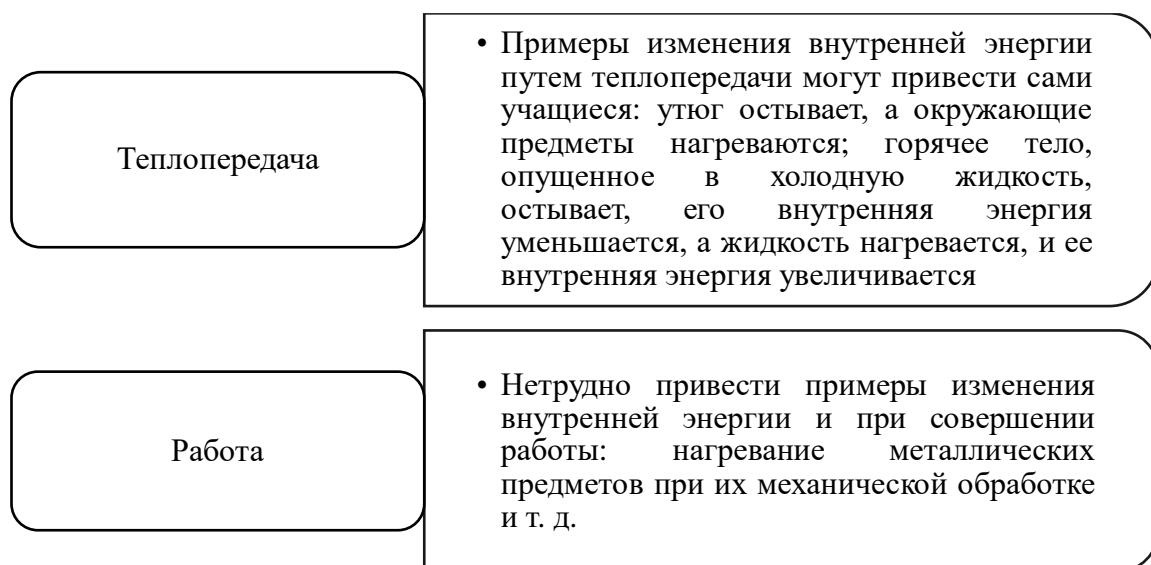 Теплопередача
• Примеры изменения внутренней энергии
путем теплопередачи могут привести сами
учащиеся: утюг остывает, а окружающие
предметы нагреваются; горячее тело,
опущенное в холодную жидкость,
остывает, его внутренняя энергия
уменьшается, а жидкость нагревается, и ее
внутренняя энергия увеличивается
Работа
• Нетрудно привести примеры изменения
внутренней энергии и при совершении
работы: нагревание металлических
предметов при их механической обработке
и т. д.